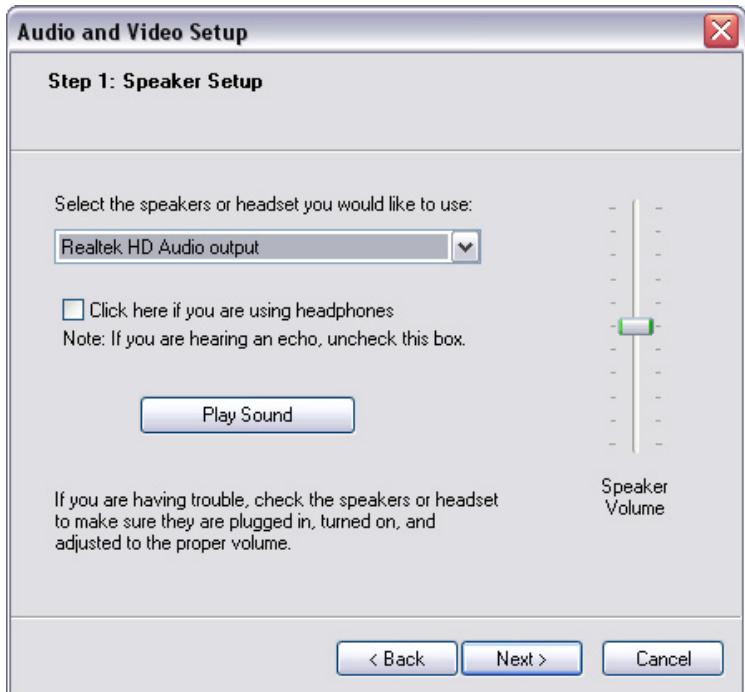 Audio and Video Setup
Step 1: Speaker Setup
Select the speakers or headset you would like to use:
Realtek HD Audio output
Click here if you are using headphones
Note: If you are hearing an echo, uncheck this box.
Play Sound
Speaker
Volume
If you are having trouble, check the speakers or headset
to make sure they are plugged in, turned on, and
adjusted to the proper volume.
< Back
Next >
Cancel